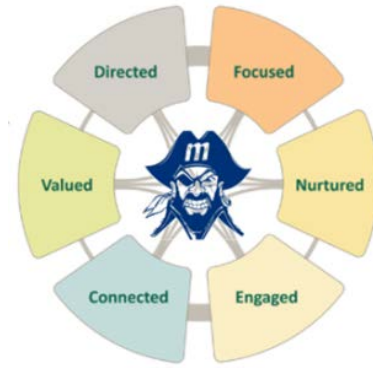 Directed
Focused
m
Valued
Nurtured
Connected
Engaged